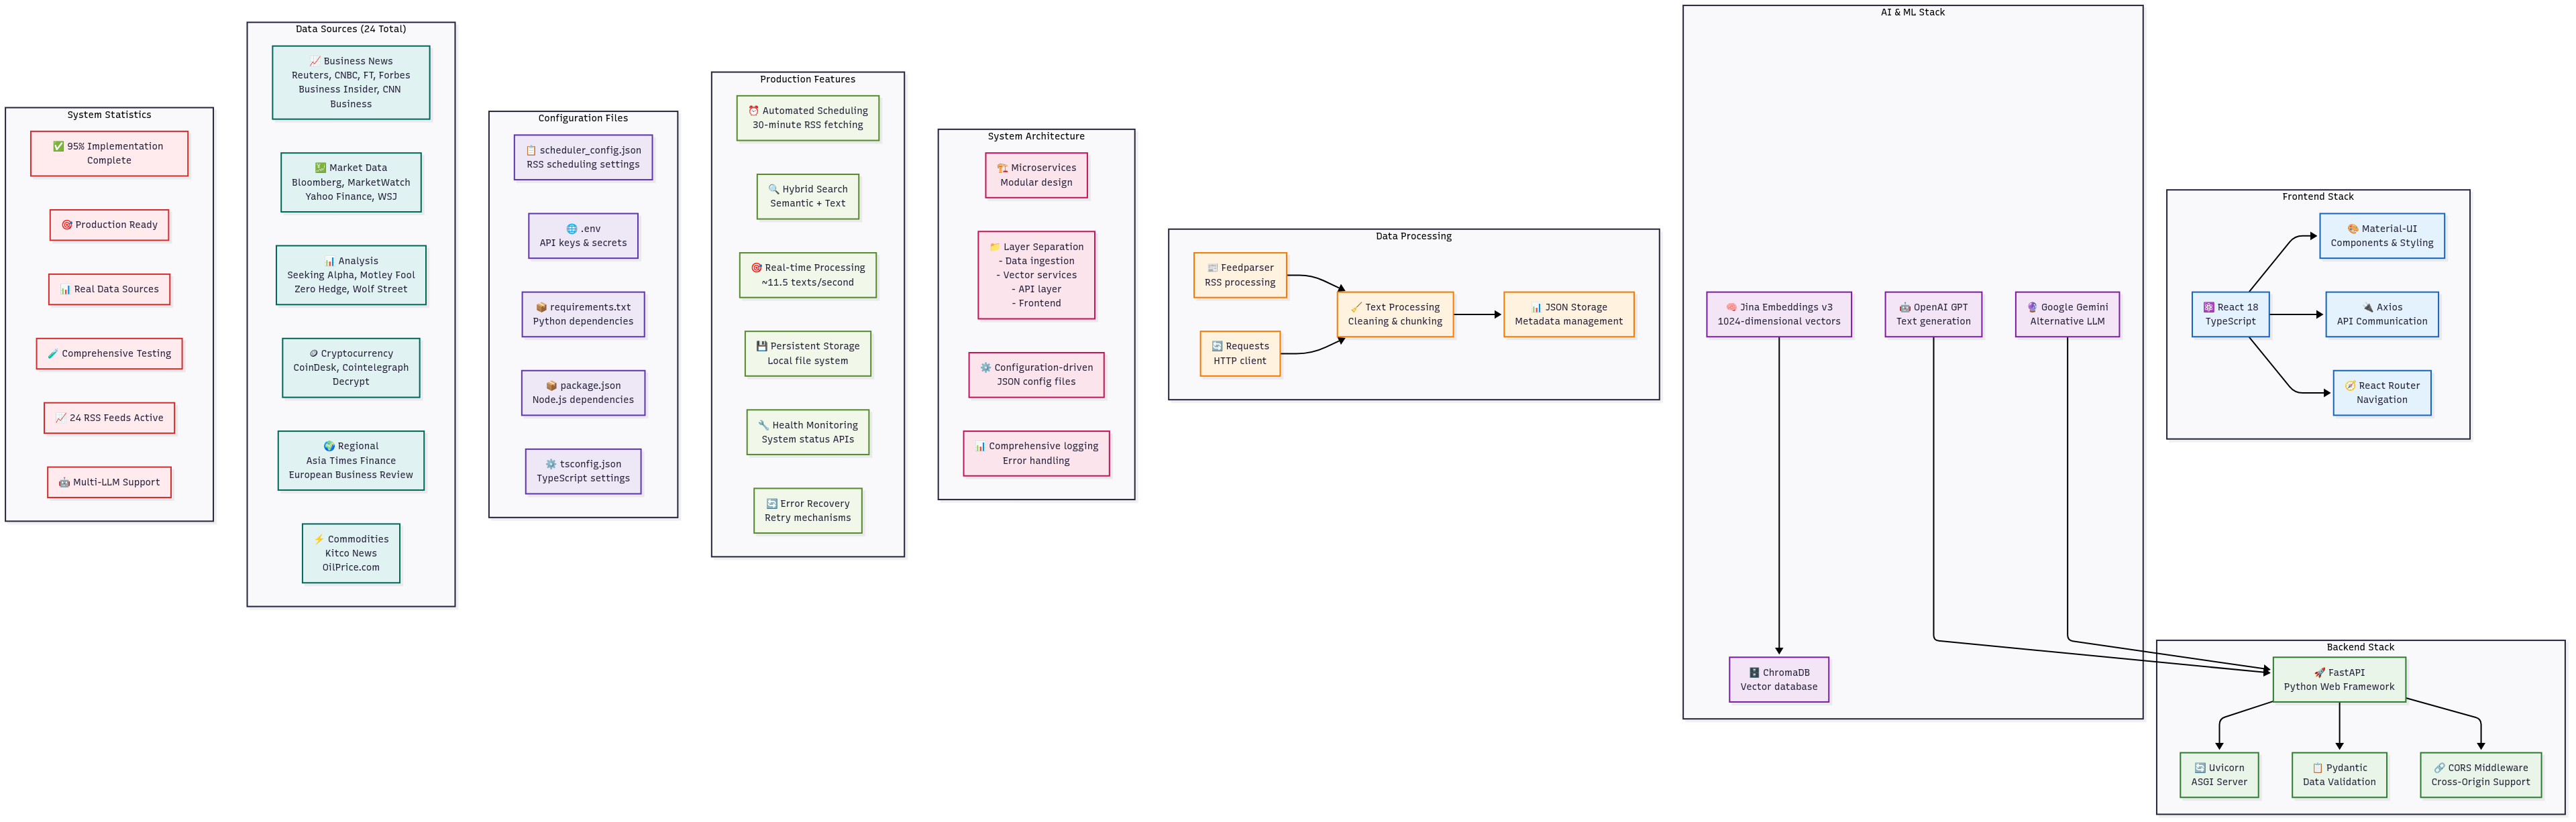 System Statistics
✅ 95% Implementation
Complete
🎯 Production Ready
📊 Real Data Sources
🧪 Comprehensive Testing
📈 24 RSS Feeds Active
🤖 Multi-LLM Support
Data Sources (24 Total)
📈 Business News
Reuters, CNBC, FT, Forbes
Business Insider, CNN
Business
💹 Market Data
Bloomberg, MarketWatch
Yahoo Finance, WSJ
📊 Analysis
Seeking Alpha, Motley Fool
Zero Hedge, Wolf Street
🪙 Cryptocurrency
CoinDesk, Cointelegraph
Decrypt
🌍 Regional
Asia Times Finance
European Business Review
⚡ Commodities
Kitco News
OilPrice.com
Configuration Files
📋 scheduler_config.json
RSS scheduling settings
🌐 .env
API keys & secrets
📦 requirements.txt
Python dependencies
📦 package.json
Node.js dependencies
⚙️ tsconfig.json
TypeScript settings
Production Features
⏰ Automated Scheduling
30-minute RSS fetching
🔍 Hybrid Search
Semantic + Text
🎯 Real-time Processing
~11.5 texts/second
💾 Persistent Storage
Local file system
🔧 Health Monitoring
System status APIs
🔄 Error Recovery
Retry mechanisms
System Architecture
🏗️ Microservices
Modular design
📁 Layer Separation
- Data ingestion
- Vector services
- API layer
- Frontend
⚙️ Configuration-driven
JSON config files
📊 Comprehensive logging
Error handling
Data Processing
📰 Feedparser
RSS processing
🔄 Requests
HTTP client
🧹 Text Processing
Cleaning & chunking
📊 JSON Storage
Metadata management
AI & ML Stack
🧠 Jina Embeddings v3
1024-dimensional vectors
🤖 OpenAI GPT
Text generation
🔮 Google Gemini
Alternative LLM
🗄️ ChromaDB
Vector database
Frontend Stack
⚛️ React 18
TypeScript
🎨 Material-UI
Components & Styling
🔌 Axios
API Communication
🧭 React Router
Navigation
Backend Stack
🚀 FastAPI
Python Web Framework
🔄 Uvicorn
ASGI Server
📋 Pydantic
Data Validation
🔗 CORS Middleware
Cross-Origin Support